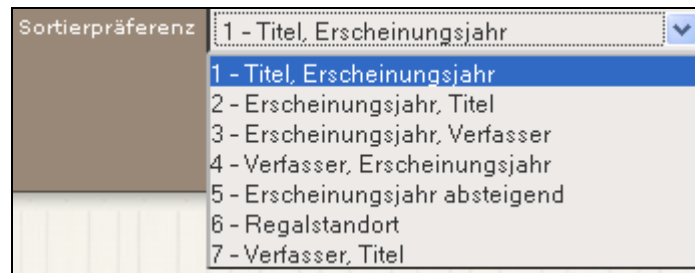 Sortierpräferenz 1 - Titel, Erscheinungsjahr
1 - Titel, Erscheinungsjahr
2 - Erscheinungsjahr, Titel
3 - Erscheinungsjahr, Verfasser
4 - Verfasser, Erscheinungsjahr
5 - Erscheinungsjahr absteigend
6 - Regalstandort
7 - Verfasser, Titel